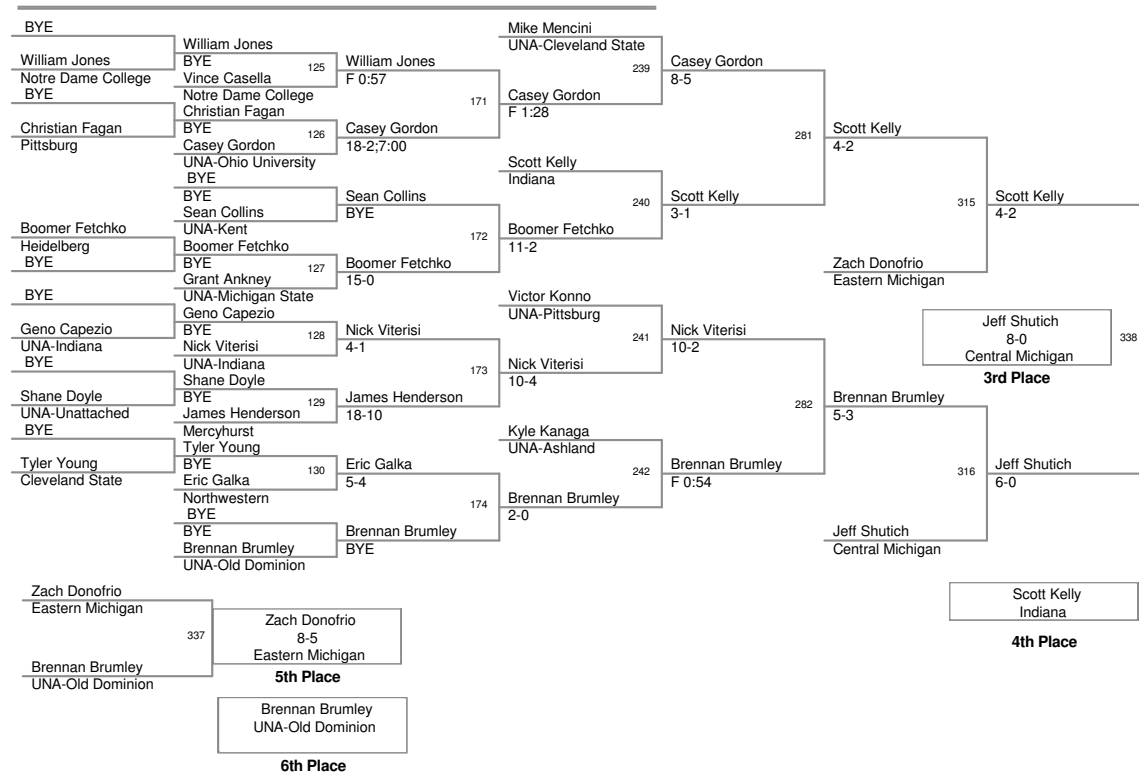 BYE
William Jones
Notre Dame College
BYE
Christian Fagan
Pittsburg
Boomer Fetchko
Heidelberg
BYE
BYE
Geno Capezio
UNA-Indiana
BYE
Shane Doyle
UNA-Unattached
BYE
Tyler Young
Cleveland State
William Jones
BYE
125
Vince Casella
Notre Dame College
Christian Fagan
BYE
126
Casey Gordon
UNA-Ohio University
BYE
BYE
Sean Collins
UNA-Kent
Boomer Fetchko
BYE
127
Grant Ankney
UNA-Michigan State
Geno Capezio
BYE
128
Nick Viterisi
UNA-Indiana
Shane Doyle
BYE
129
James Henderson
Mercyhurst
Tyler Young
BYE
130
Eric Galka
Northwestern
BYE
BYE
Brennan Brumley
UNA-Old Dominion
William Jones
F 0:57
171
Casey Gordon
18-2;7:00
Sean Collins
BYE
172
Boomer Fetchko
15-0
Nick Viterisi
4-1
173
James Henderson
18-10
Eric Galka
5-4
174
Brennan Brumley
BYE
Mike Mencini
UNA-Cleveland State
239
Casey Gordon
F 1:28
Scott Kelly
Indiana
240
Boomer Fetchko
11-2
Victor Konno
UNA-Pittsburg
241
Nick Viterisi
10-4
Kyle Kanaga
UNA-Ashland
242
Brennan Brumley
2-0
Casey Gordon
8-5
281
Scott Kelly
3-1
Nick Viterisi
10-2
282
Brennan Brumley
F 0:54
Scott Kelly
4-2
315
Zach Donofrio
Eastern Michigan
Brennan Brumley
5-3
316
Jeff Shutich
Central Michigan
Scott Kelly
4-2
Jeff Shutich
8-0
Central Michigan
338
3rd Place
Jeff Shutich
6-0
Scott Kelly
Indiana
4th Place
Zach Donofrio
Eastern Michigan
337
Brennan Brumley
UNA-Old Dominion
Zach Donofrio
8-5
Eastern Michigan
5th Place
Brennan Brumley
UNA-Old Dominion
6th Place